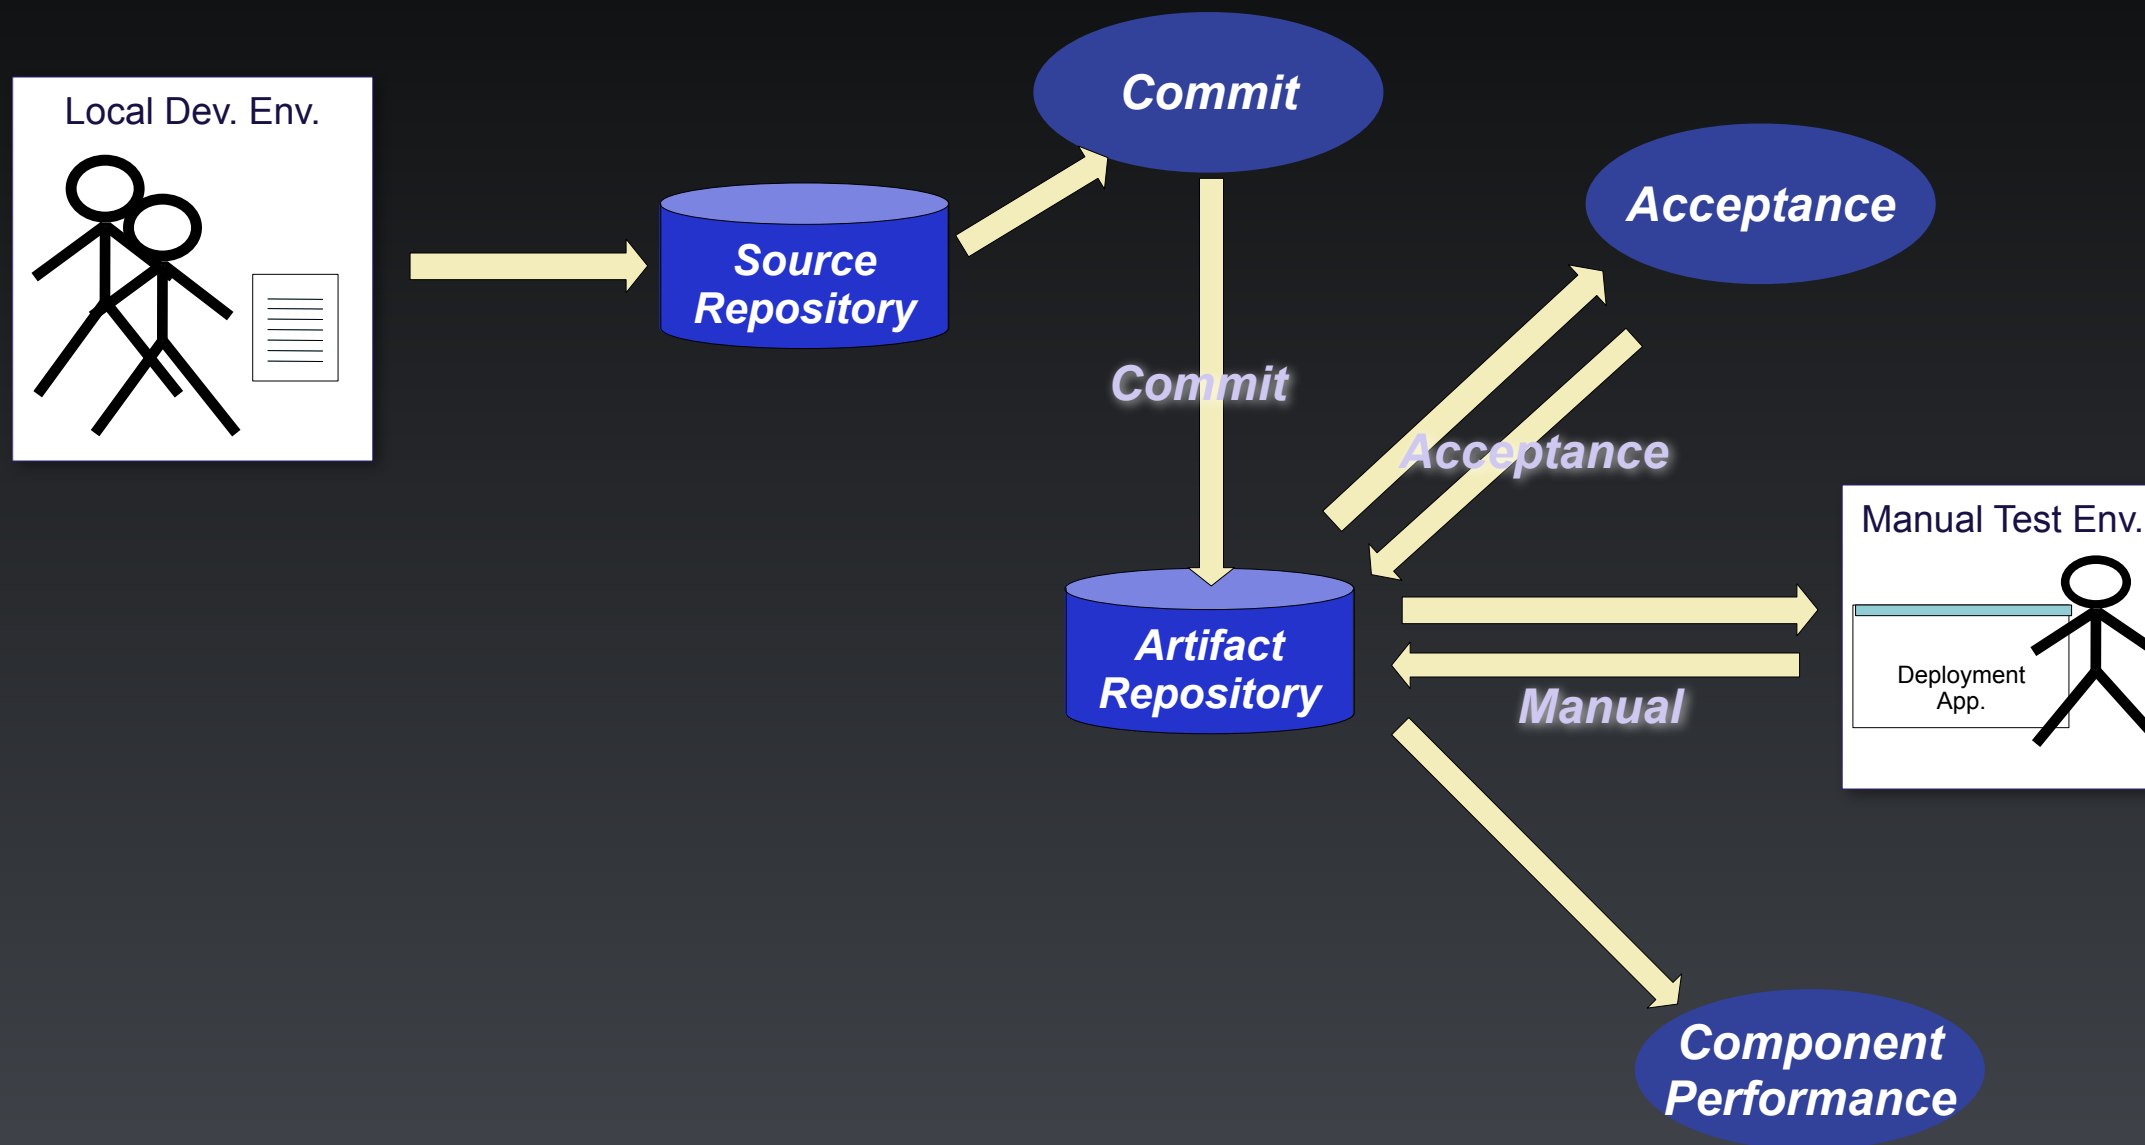 Local Dev. Env.
Commit
Acceptance
Source
Repository
Commit
Acceptance
Manual Test Env.
Artifact
Repository
Deployment
App.
Manual
Component
Performance